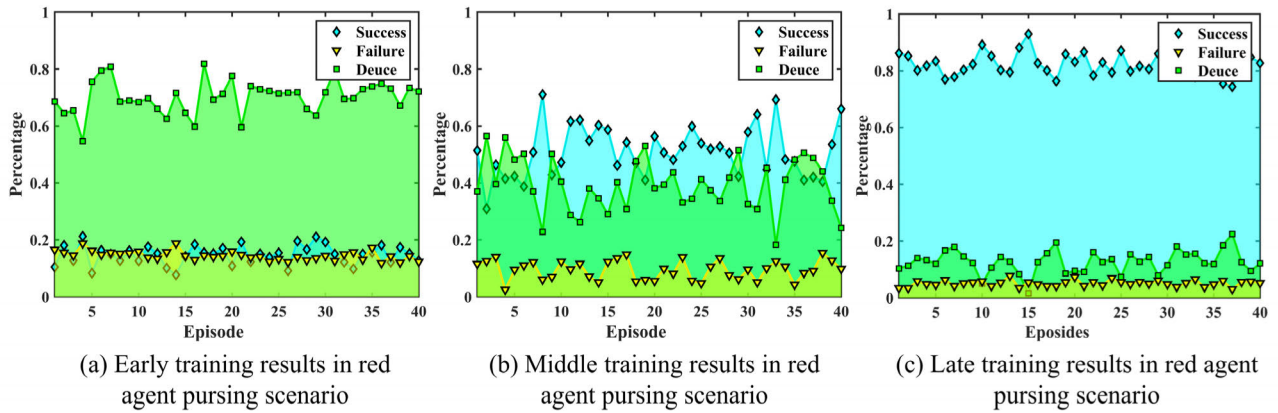 1
0.8
0.6
0.4
0.2
0
Percentage
5 10 15 20 25 30 35 40
Episode
Success
Failure
Deuce
(a) Early training results in red
agent pursing scenario
1
0.8
0.6
0.4
0.2
0
Percentage
5 10 15 20 25 30 35 40
Episode
Success
Failure
Deuce
(b) Middle training results in red
agent pursing scenario
1
0.8
0.6
0.4
0.2
0
Percentage
5 10 15 20 25 30 35 40
Eposides
Success
Failure
Deuce
(c) Late training results in red agent
pursing scenario